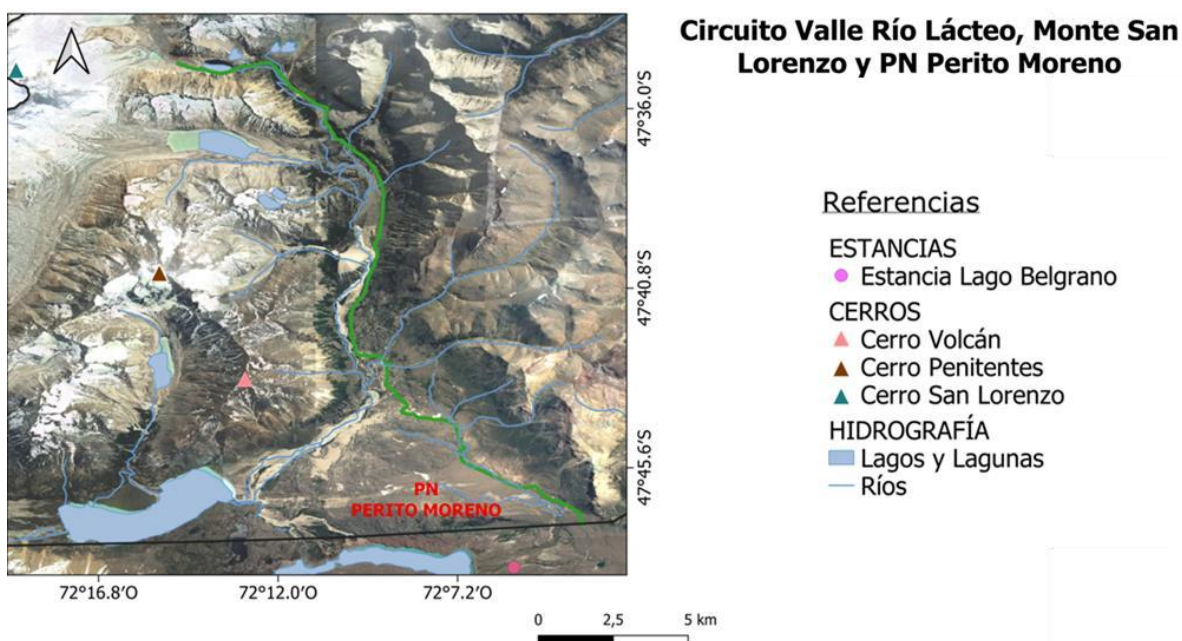 Circuito Valle Río Lácteo, Monte San
Lorenzo y PN Perito Moreno
47°36.0'S
47°40.8'S
47°45.6'S
PN
PERITO MORENO
72°16.8'O
72°12.0'O
72°7.2'O
0 2,5 5 km
Referencias
ESTANCIAS
Estancia Lago Belgrano
CERROS
Cerro Volcán
Cerro Penitentes
Cerro San Lorenzo
HIDROGRAFÍA
Lagos y Lagunas
Ríos